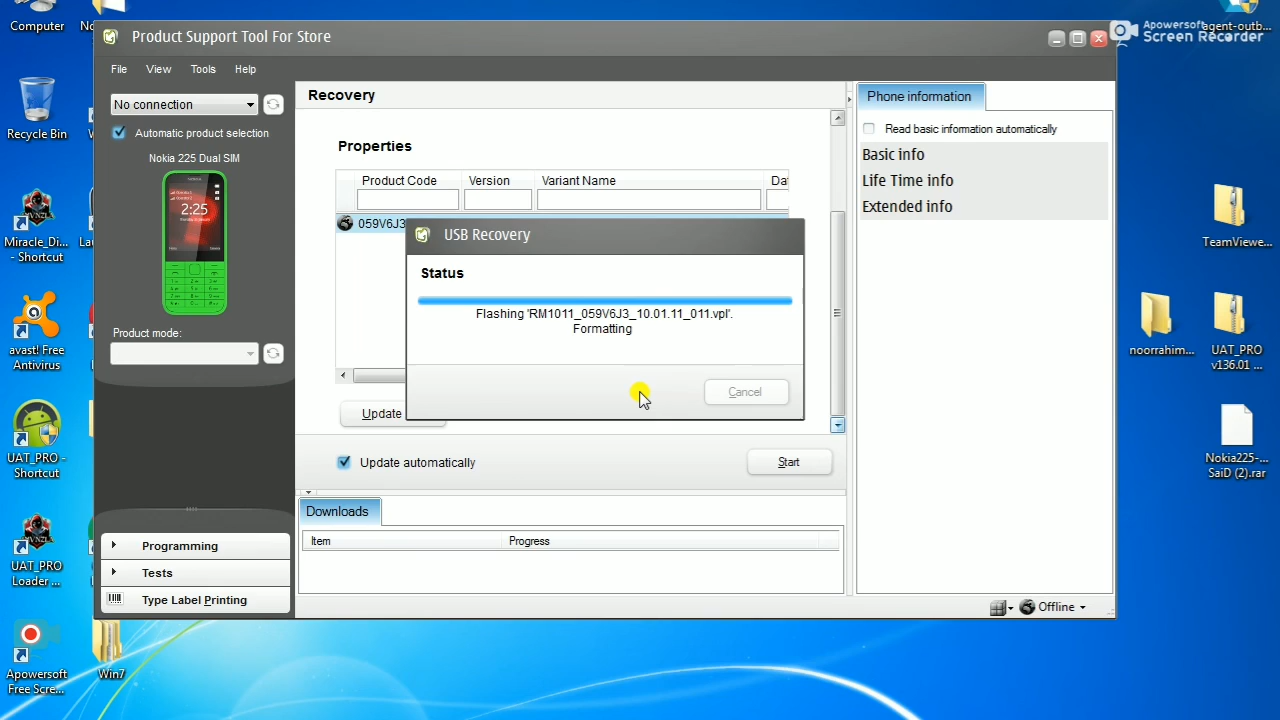 Computer
No
Recycle Bin
Miracle_Di...
- Shortcut
avast! Free
Antivirus
UAT_PRO -
Shortcut
UAT_PRO
Loader ...
Apowersoft
Free Scre...
Win7
Product Support Tool For Store
File View Tools Help
No connection
Automatic product selection
Nokia 225 Dual SIM
2:25
Product mode:
Programming
Tests
Type Label Printing
Recovery
Properties
Product Code Version Variant Name Da
059V6J3
USB Recovery
Status
Flashing 'RM1011_059V6J3_10.01.11_011.vpl'.
Formatting
Cancel
Update
Update automatically
Start
Downloads
Item Progress
Phone information
Read basic information automatically
Basic info
Life Time info
Extended info
Offline
Apowersoft
Screen Recorder
agent-outb...
TeamViewe...
noorrahim...
UAT_PRO
v136.01 ...
Nokia225-...
SaiD (2).rar